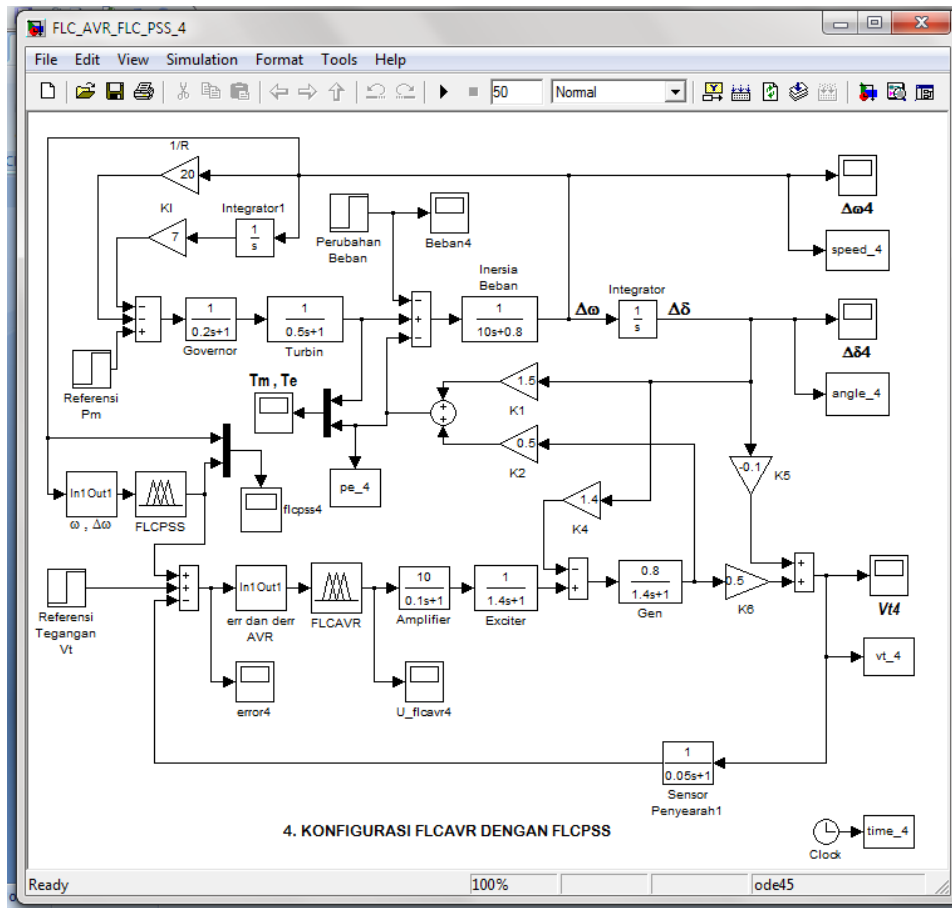 FLC_AVR_FLC_PSS_4
File Edit View Simulation Format Tools Help
50
Normal
1/R
20
KI
7
Integrator1
1
s
Perubahan
Beban
Beban4
Δω4
speed_4
Inersia
Beban
1
10s+0.8
Δω
Integrator
1
s
Δδ
Δδ4
angle_4
1
0.2s+1
Governor
1
0.5s+1
Turbin
Referensi
Pm
Tm , Te
pe_4
1.5
K1
0.5
K2
1.4
K4
-0.1
K5
In1 Out1
ω , Δω
FLCPSS
flcpss4
Referensi
Tegangan
Vt
In1 Out1
err dan derr
AVR
FLCAVR
10
0.1s+1
Amplifier
1
1.4s+1
Exciter
0.8
1.4s+1
Gen
0.5
K6
Vt4
vt_4
error4
U_flcavr4
1
0.05s+1
Sensor
Penyearah1
4. KONFIGURASI FLCAVR DENGAN FLCPSS
Clock
time_4
Ready
100%
ode45